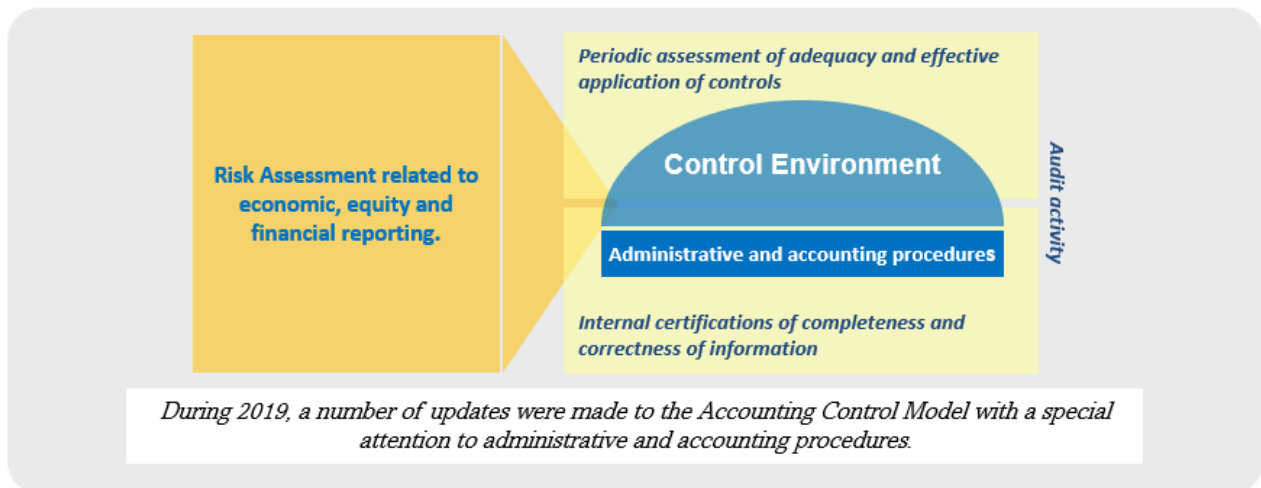 Periodic assessment of adequacy and effective
application of controls
Risk Assessment related to
economic, equity and
financial reporting.
Control Environment
Administrative and accounting procedures
Internal certifications of completeness and
correctness of information
Audit activity
During 2019, a number of updates were made to the Accounting Control Model with a special
attention to administrative and accounting procedures.